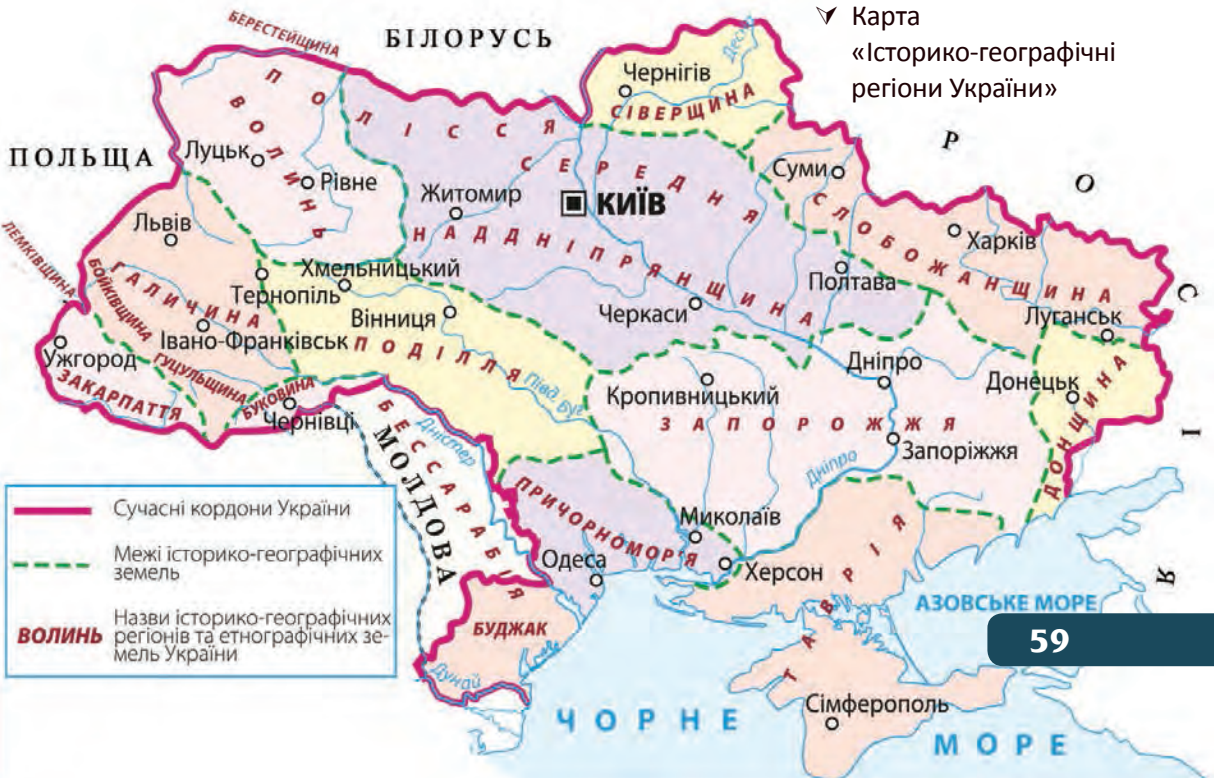 Карта
«Історико-географічні
регіони України»
БЕРЕСТЕЙЩИНА
БІЛОРУСЬ
Десна
Чернігів
СІВЕРЩИНА
ПОЛІССЯ
ВОЛИНЬ
ПОЛЬЩА
Луцьк
Рівне
Житомир
КИЇВ
СЕРЕДНЯ
НАДДНІПРЯНЩИНА
Суми
СЛОБОЖАНЩИНА
Харків
РОСІЯ
Львів
ЛЕМКІВЩИНА
БОЙКІВЩИНА
ГАЛИЧИНА
Хмельницький
Тернопіль
Вінниця
Черкаси
Полтава
Луганськ
Івано-Франківськ
ПОДІЛЛЯ
Ужгород
ГУЦУЛЬЩИНА
ЗАКАРПАТТЯ
БУКОВИНА
Чернівці
Півд. Буг
Кропивницький
Дніпро
Донецьк
ДОНЩИНА
ЗАПОРОЖЖЯ
Запоріжжя
БЕССАРАБІЯ
Дністер
МОЛДОВА
Дніпро
ПРИЧОРНОМОР'Я
Миколаїв
Одеса
Херсон
ТАВРІЯ
АЗОВСЬКЕ МОРЕ
59
БУДЖАК
Дунай
Сімферополь
ЧОРНЕ МОРЕ
Сучасні кордони України
Межі історико-географічних
земель
ВОЛИНЬ
Назви історико-географічних
регіонів та етнографічних зе-
мель України